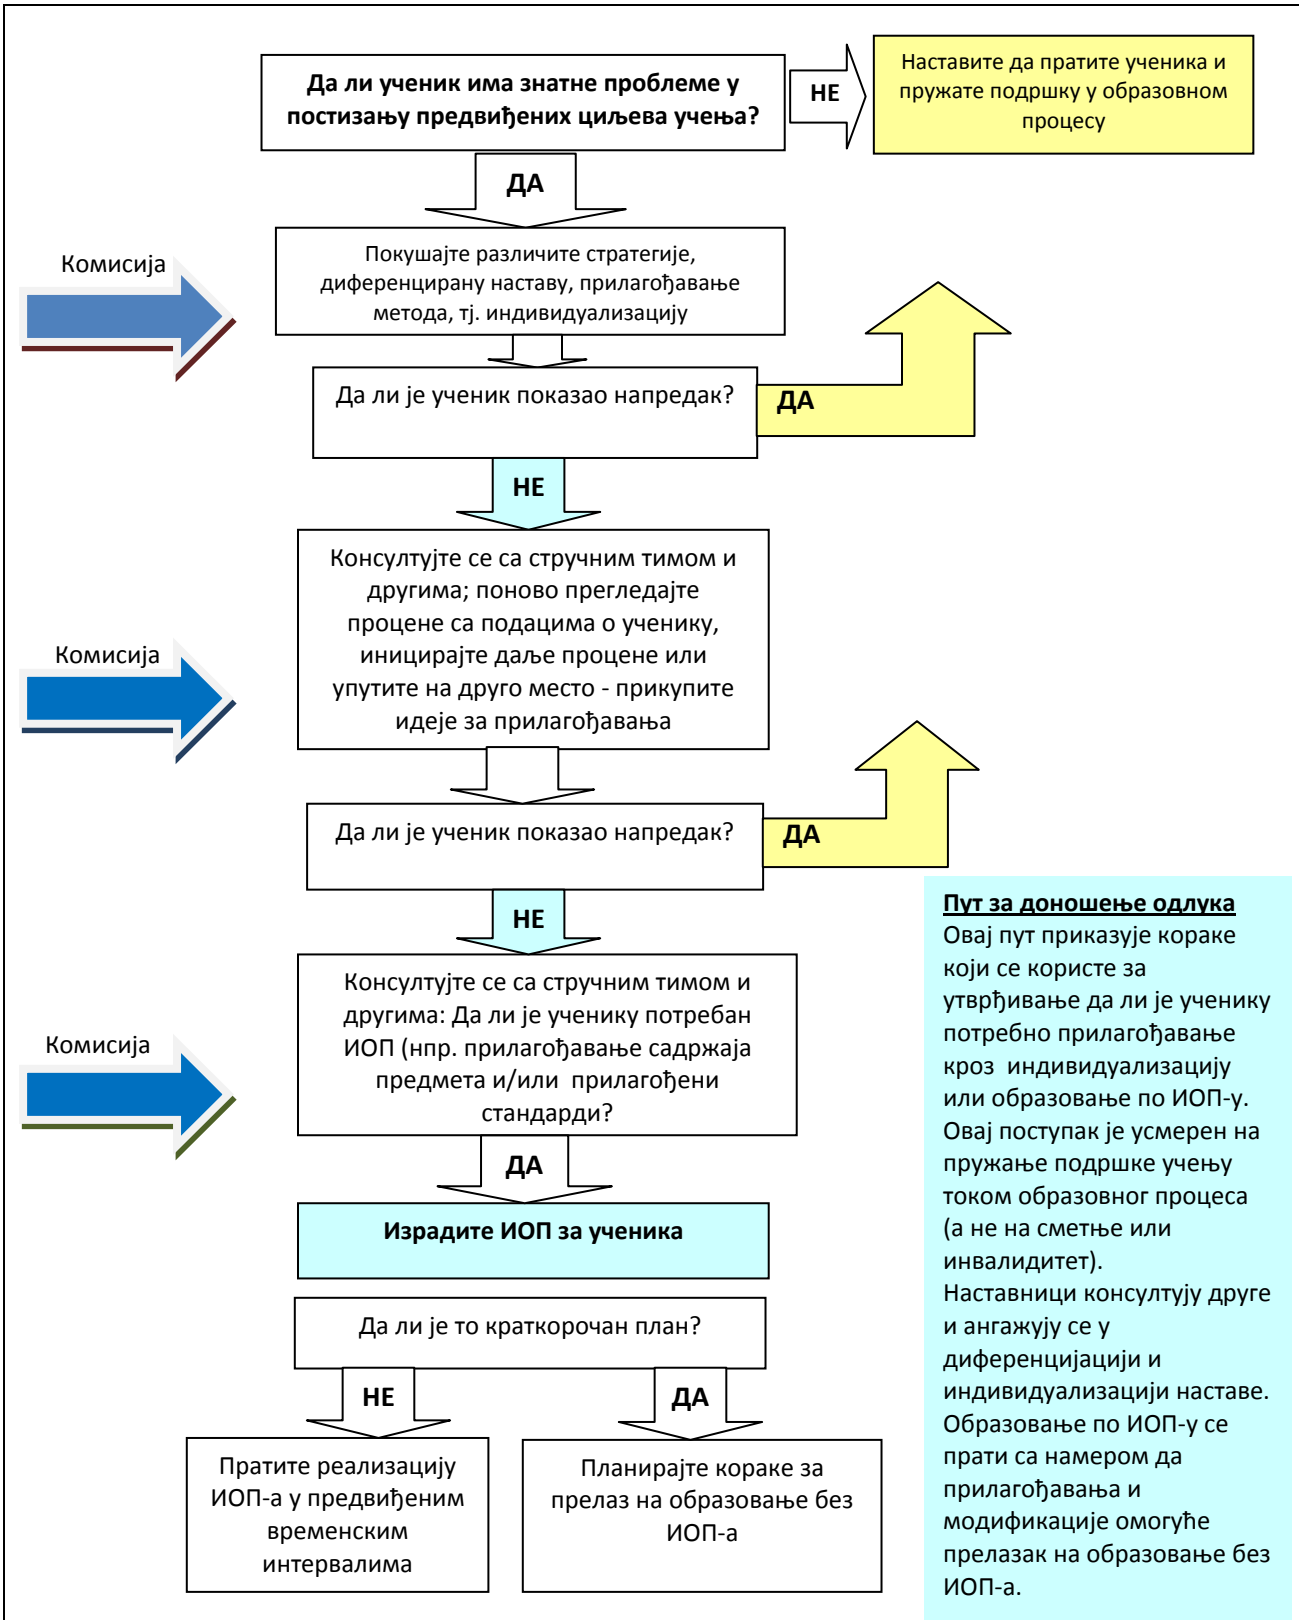 Да ли ученик има знатне проблеме у
постизању предвиђених циљева учења?
НЕ
Наставите да пратите ученика и
пружате подршку у образовном
процесу
ДА
Комисија
Покушајте различите стратегије,
диференцирану наставу, прилагођавање
метода, тј. индивидуализацију
Да ли је ученик показао напредак?
ДА
НЕ
Комисија
Консултујте се са стручним тимом и
другима; поново прегледајте
процене са подацима о ученику,
иницирајте даље процене или
упутите на друго место - прикупите
идеје за прилагођавања
Да ли је ученик показао напредак?
ДА
НЕ
Комисија
Консултујте се са стручним тимом и
другима: Да ли је ученику потребан
ИОП (нпр. прилагођавање садржаја
предмета и/или прилагођени
стандарди?
ДА
Израдите ИОП за ученика
Да ли је то краткорочан план?
НЕ
ДА
Пратите реализацију
ИОП-а у предвиђеним
временским
интервалима
Планирајте кораке за
прелаз на образовање без
ИОП-а
Пут за доношење одлука
Овај пут приказује кораке
који се користе за
утврђивање да ли је ученику
потребно прилагођавање
кроз индивидуализацију
или образовање по ИОП-у.
Овај поступак је усмерен на
пружање подршке учењу
током образовног процеса
(а не на сметње или
инвалидитет).
Наставници консултују друге
и ангажују се у
диференцијацији и
индивидуализацији наставе.
Образовање по ИОП-у се
прати са намером да
прилагођавања и
модификације омогуће
прелазак на образовање без
ИОП-а.